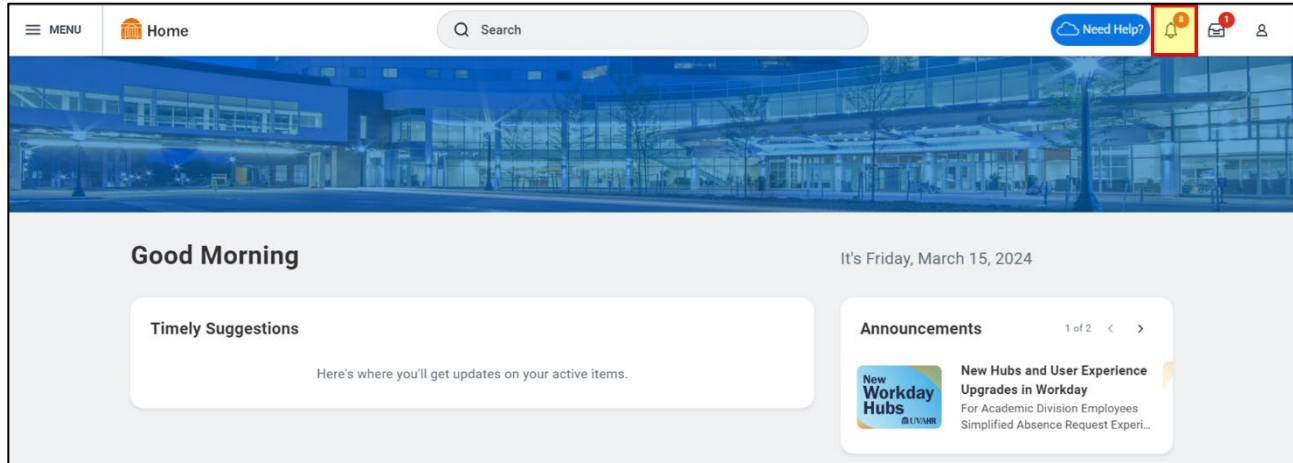 MENU
Home
Search
Need Help?
8
1
Good Morning
It's Friday, March 15, 2024
Timely Suggestions
Here's where you'll get updates on your active items.
Announcements
1 of 2
New
Workday
Hubs
UVAHR
New Hubs and User Experience
Upgrades in Workday
For Academic Division Employees
Simplified Absence Request Experi...